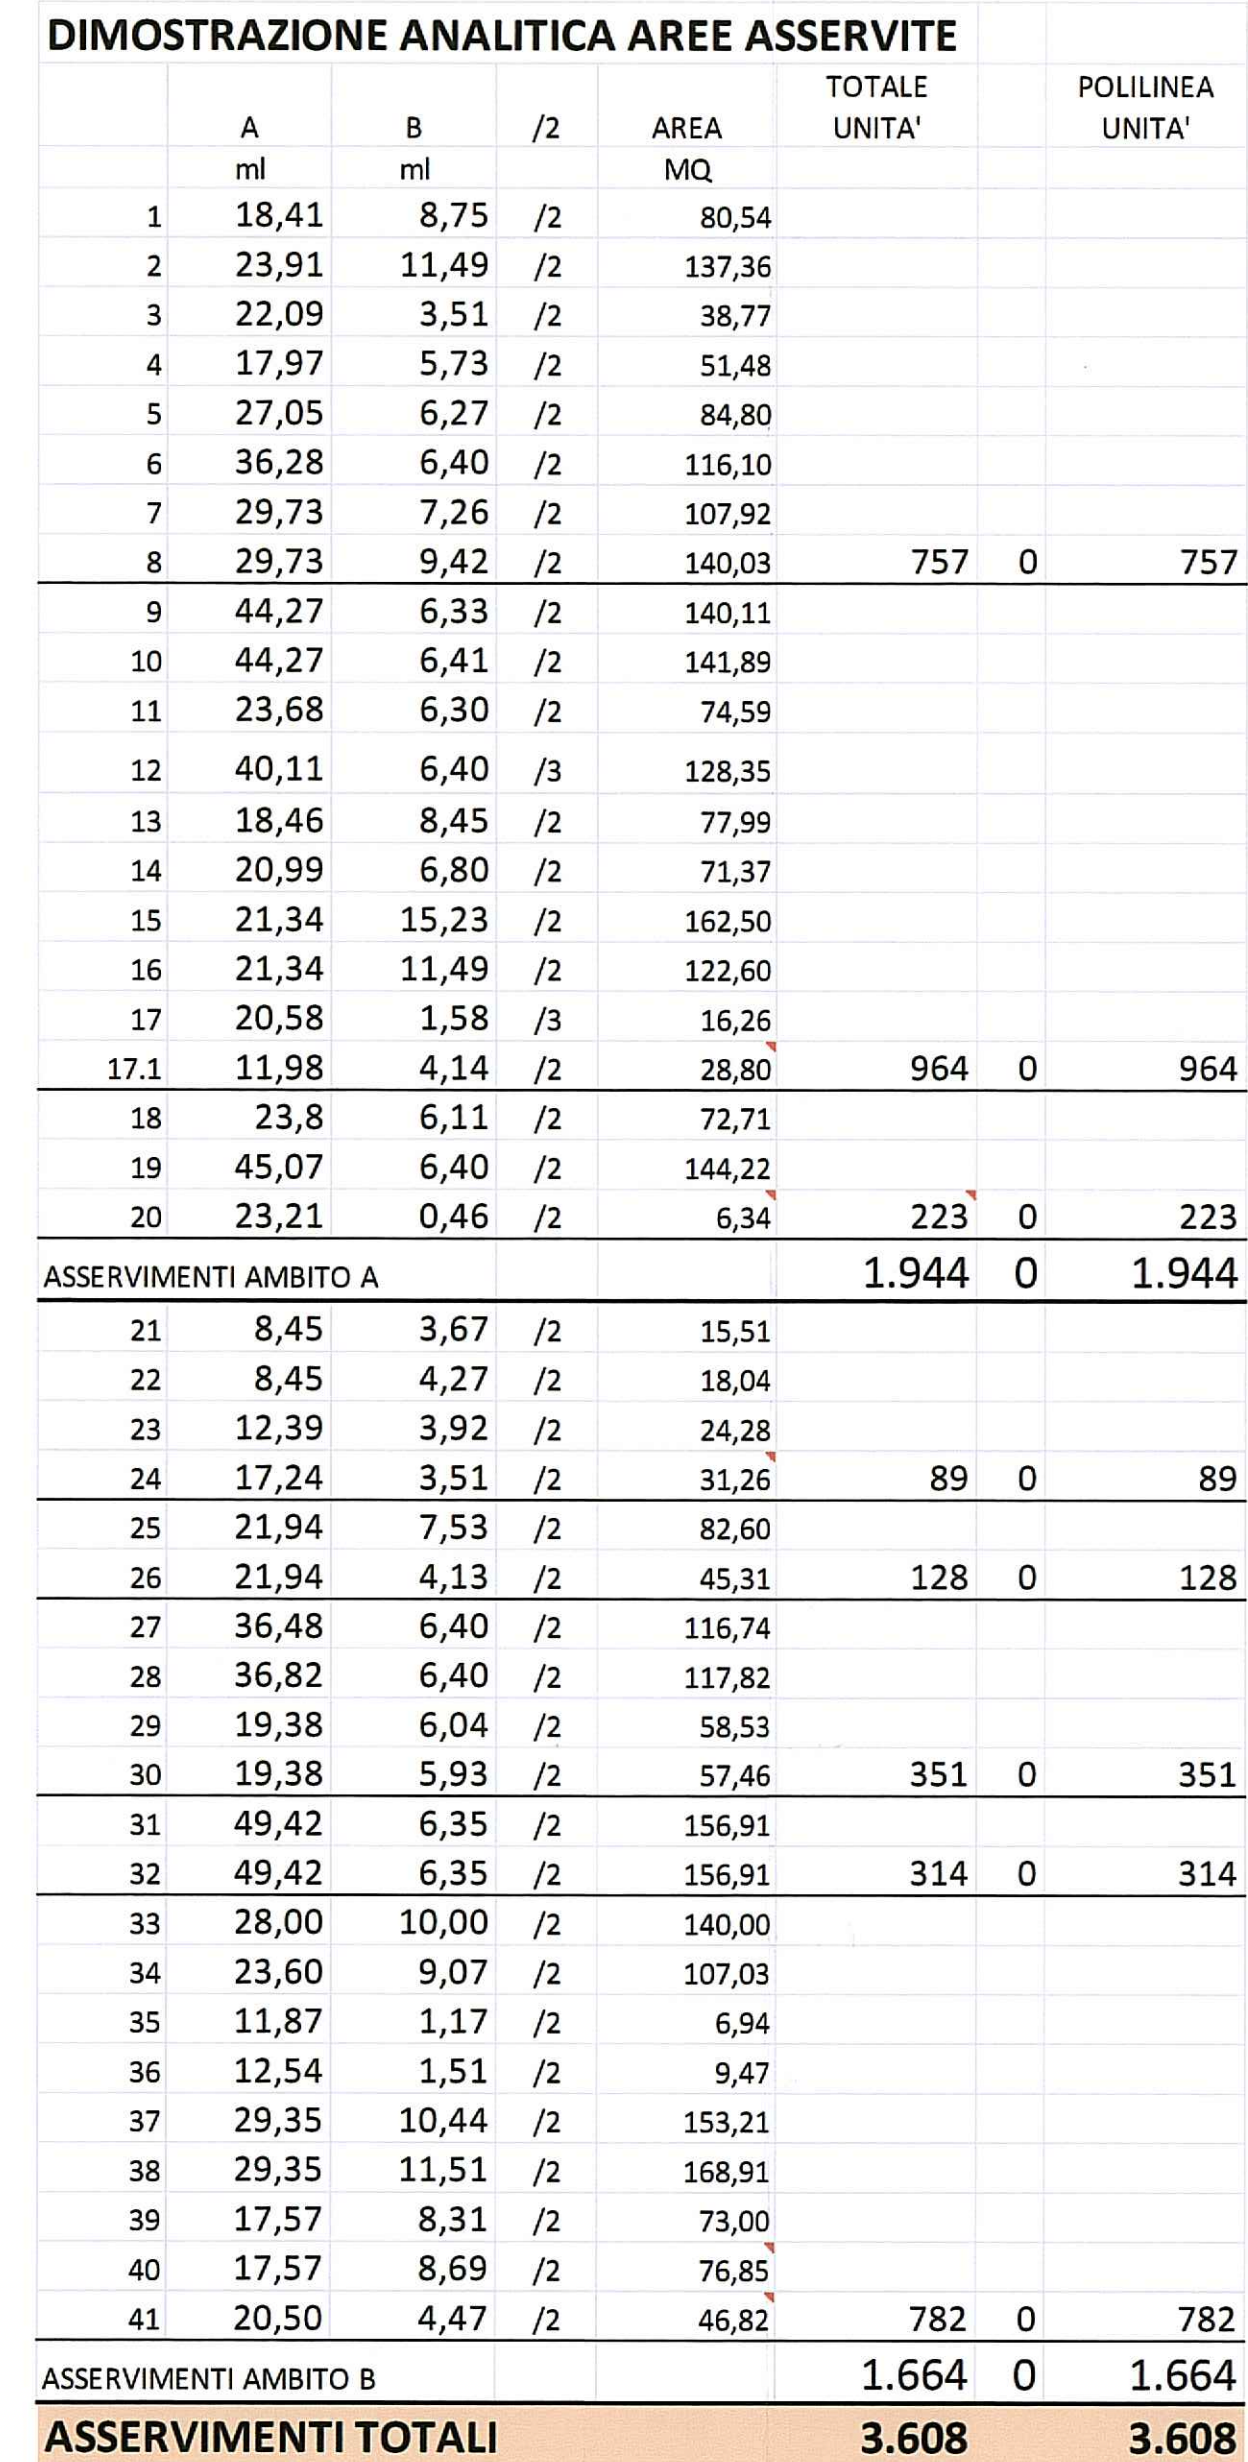 DIMOSTRAZIONE ANALITICA AREE ASSERVITE
TOTALE POLILINEA
A B /2 AREA UNITA' UNITA'
ml ml MQ
1 18,41 8,75 /2 80,54
2 23,91 11,49 /2 137,36
3 22,09 3,51 /2 38,77
4 17,97 5,73 /2 51,48
5 27,05 6,27 /2 84,80
6 36,28 6,40 /2 116,10
7 29,73 7,26 /2 107,92
8 29,73 9,42 /2 140,03 757 0 757
9 44,27 6,33 /2 140,11
10 44,27 6,41 /2 141,89
11 23,68 6,30 /2 74,59
12 40,11 6,40 /3 128,35
13 18,46 8,45 /2 77,99
14 20,99 6,80 /2 71,37
15 21,34 15,23 /2 162,50
16 21,34 11,49 /2 122,60
17 20,58 1,58 /3 16,26
17.1 11,98 4,14 /2 28,80 964 0 964
18 23,8 6,11 /2 72,71
19 45,07 6,40 /2 144,22
20 23,21 0,46 /2 6,34 223 0 223
ASSERVIMENTI AMBITO A 1.944 0 1.944
21 8,45 3,67 /2 15,51
22 8,45 4,27 /2 18,04
23 12,39 3,92 /2 24,28
24 17,24 3,51 /2 31,26 89 0 89
25 21,94 7,53 /2 82,60
26 21,94 4,13 /2 45,31 128 0 128
27 36,48 6,40 /2 116,74
28 36,82 6,40 /2 117,82
29 19,38 6,04 /2 58,53
30 19,38 5,93 /2 57,46 351 0 351
31 49,42 6,35 /2 156,91
32 49,42 6,35 /2 156,91 314 0 314
33 28,00 10,00 /2 140,00
34 23,60 9,07 /2 107,03
35 11,87 1,17 /2 6,94
36 12,54 1,51 /2 9,47
37 29,35 10,44 /2 153,21
38 29,35 11,51 /2 168,91
39 17,57 8,31 /2 73,00
40 17,57 8,69 /2 76,85
41 20,50 4,47 /2 46,82 782 0 782
ASSERVIMENTI AMBITO B 1.664 0 1.664
ASSERVIMENTI TOTALI 3.608 3.608